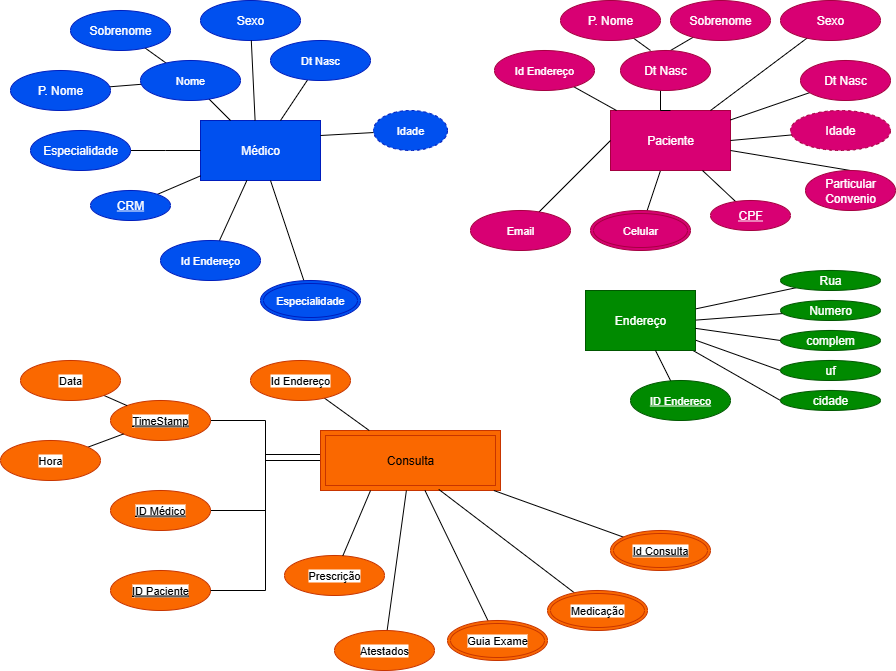 Sexo
Sobrenome
Dt Nasc
Nome
P. Nome
Idade
Especialidade
Médico
CRM
Id Endereço
Especialidade
P. Nome
Sobrenome
Sexo
Id Endereço
Dt Nasc
Dt Nasc
Idade
Paciente
Particular
Convenio
Email
Celular
CPF
Endereço
Rua
Numero
complem
uf
cidade
ID Endereco
Data
TimeStamp
Hora
Id Endereço
Consulta
ID Médico
ID Paciente
Prescrição
Atestados
Guia Exame
Medicação
Id Consulta